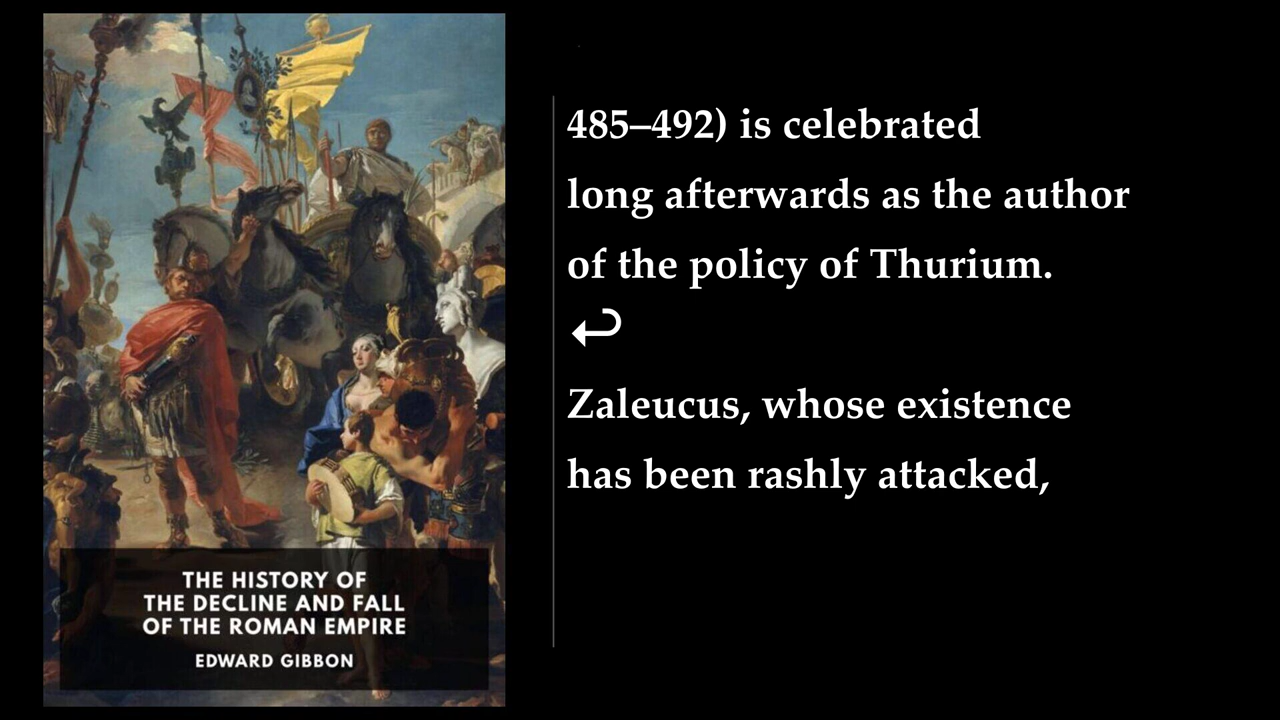 THE HISTORY OF
THE DECLINE AND FALL
OF THE ROMAN EMPIRE
EDWARD GIBBON
485–492) is celebrated
long afterwards as the author
of the policy of Thurium.
↩
Zaleucus, whose existence
has been rashly attacked,